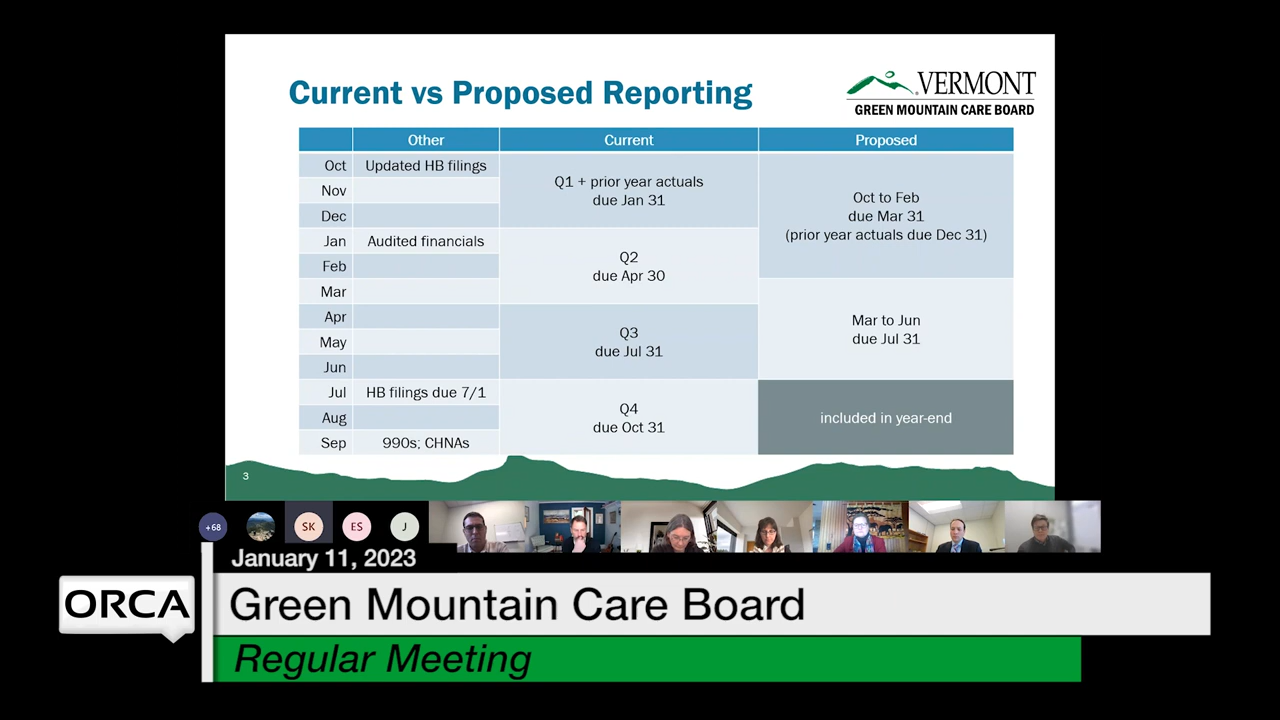 Current vs Proposed Reporting
VERMONT
GREEN MOUNTAIN CARE BOARD
Other
Current
Proposed
Oct
Updated HB filings
Nov
Dec
Q1 + prior year actuals
due Jan 31
Oct to Feb
due Mar 31
(prior year actuals due Dec 31)
Jan
Audited financials
Feb
Mar
Q2
due Apr 30
Apr
May
Jun
Q3
due Jul 31
Mar to Jun
due Jul 31
Jul
HB filings due 7/1
Aug
Sep
990s; CHNAs
Q4
due Oct 31
included in year-end
3
+68
SK
ES
J
January 11, 2023
ORCA
Green Mountain Care Board
Regular Meeting